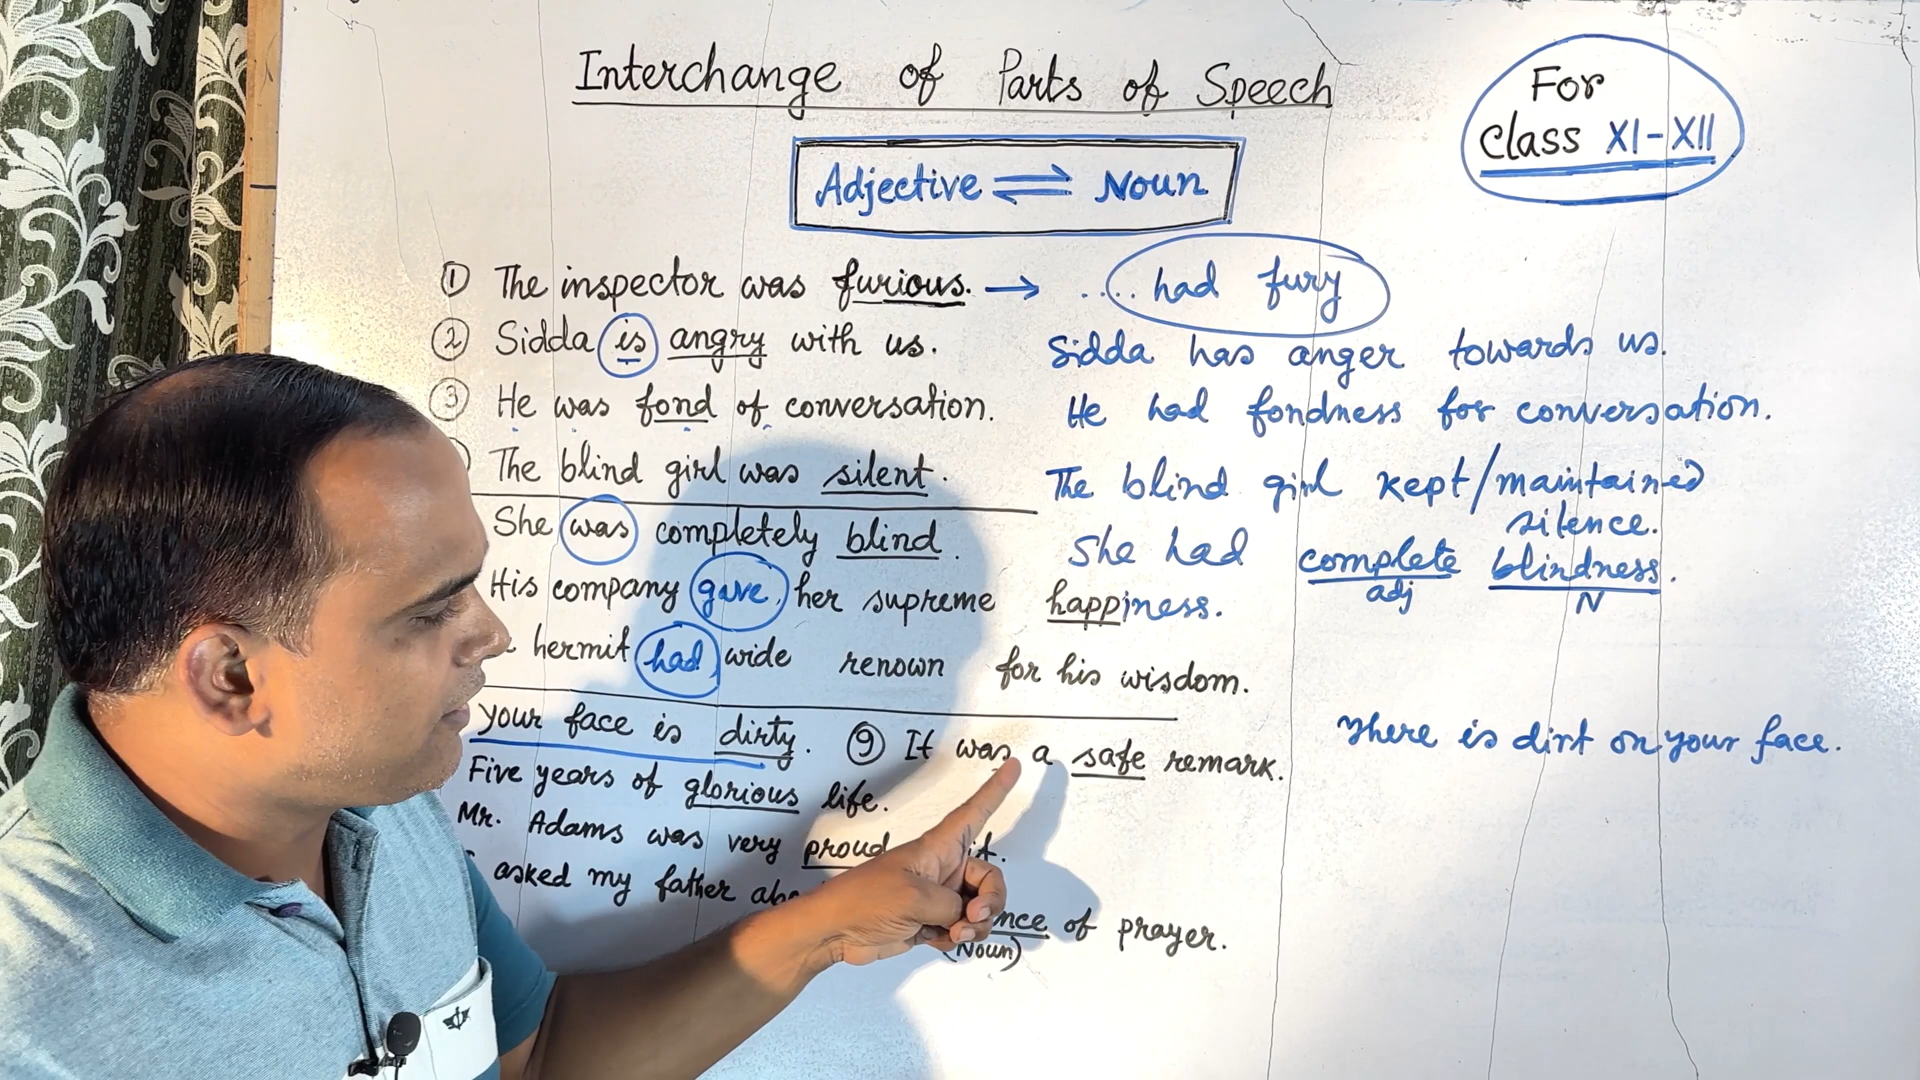 Interchange of Parts of Speech
For
Class XI-XII
Adjective ⇌ Noun
① The inspector was furious. → .... had fury
② Sidda is angry with us. Sidda has anger towards us.
③ He was fond of conversation. He had fondness for conversation.
The blind girl was silent. The blind girl kept/maintained
silence.
She was completely blind. She had complete blindness.
adj N
His company gave her supreme happiness.
hermit had wide renown for his wisdom.
Your face is dirty. ⑨ It was a safe remark. There is dirt on your face.
Five years of glorious life.
Mr. Adams was very proud it.
asked my father of prayer.
(Noun)